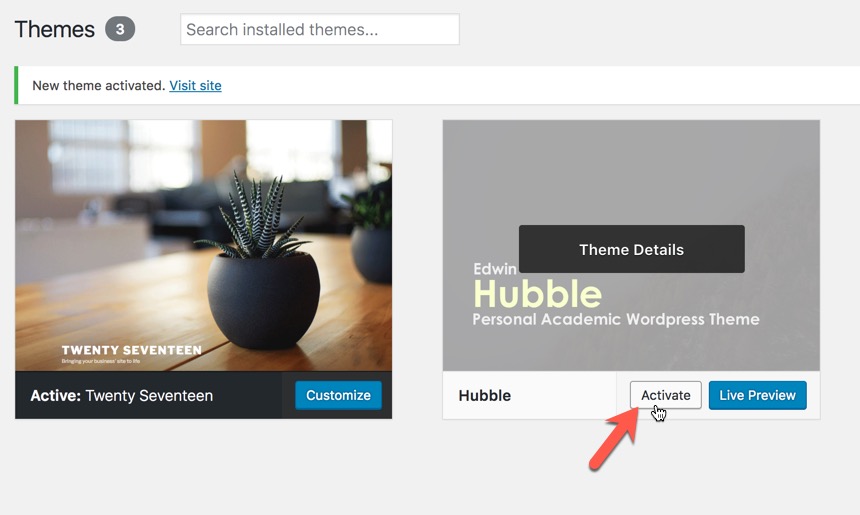 Themes 3
Search installed themes...
New theme activated. Visit site
TWENTY SEVENTEEN
Bringing your business' site to life
Active: Twenty Seventeen
Customize
Theme Details
Edwin
Hubble
Personal Academic Wordpress Theme
Hubble
Activate
Live Preview